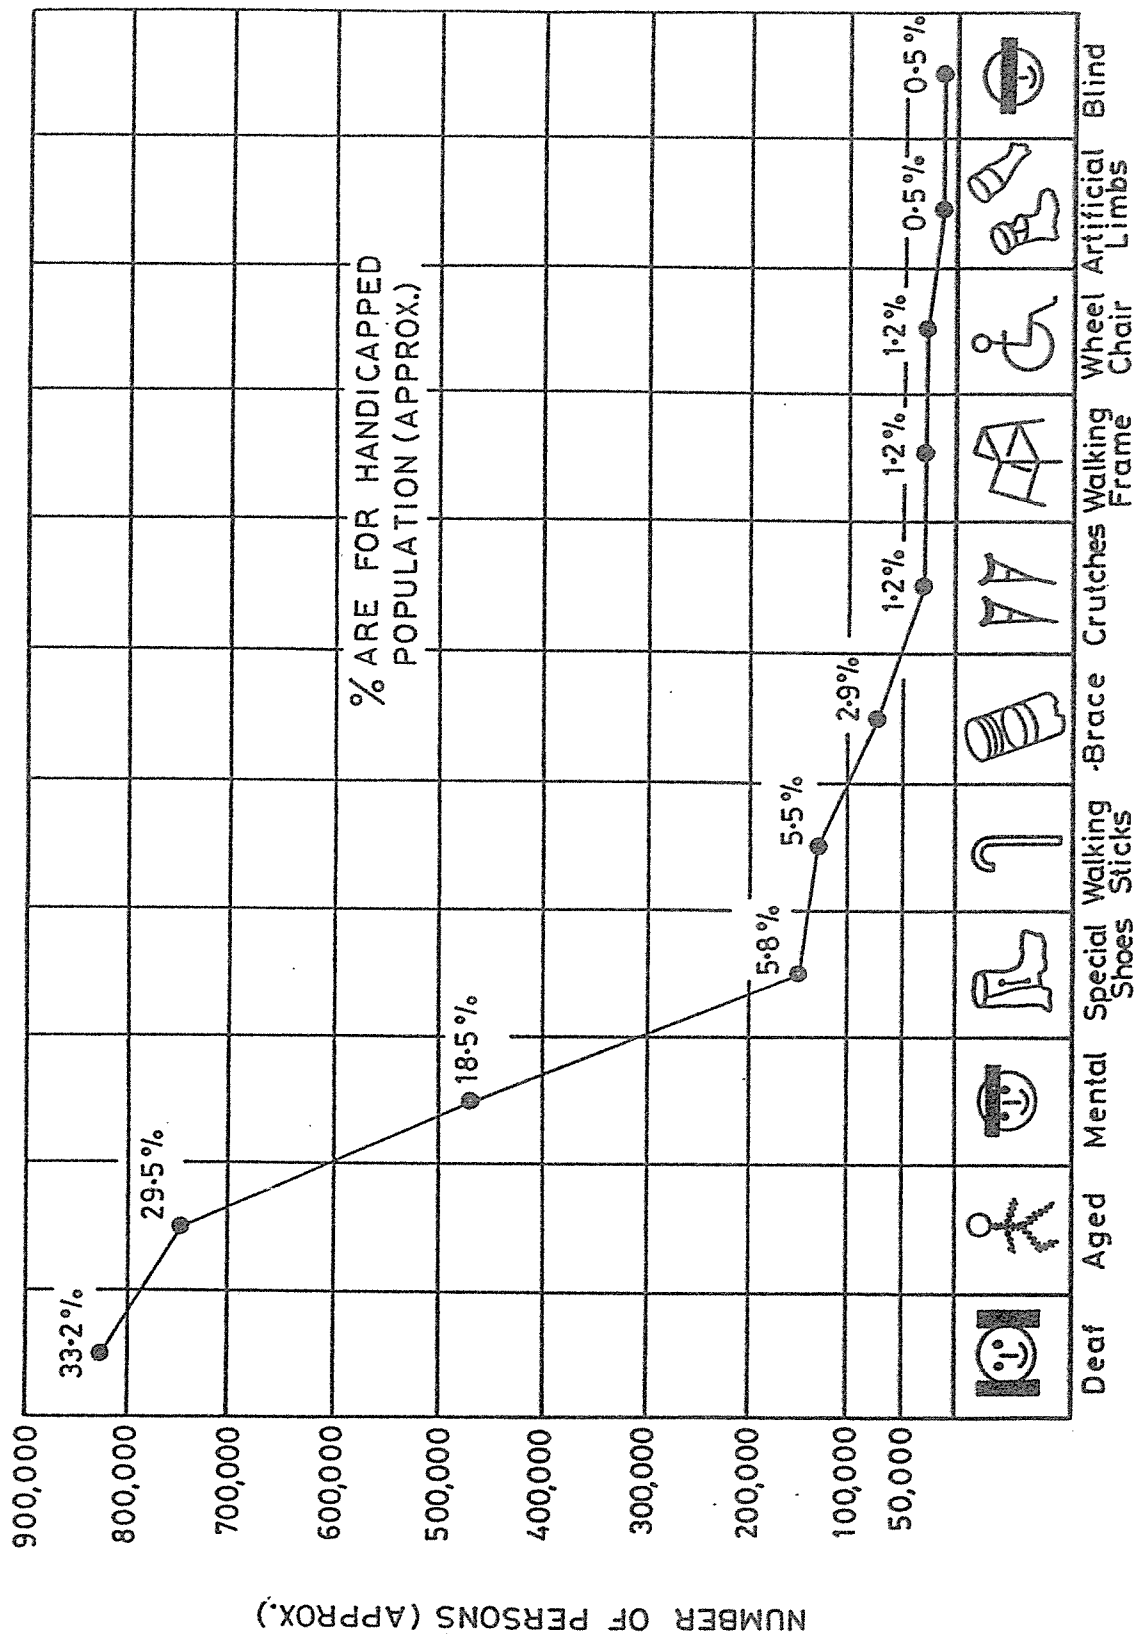 NUMBER OF PERSONS (APPROX.)
900,000
800,000
700,000
600,000
500,000
400,000
300,000
200,000
100,000
50,000
% ARE FOR HANDICAPPED
POPULATION (APPROX.)
33·2%
29·5%
18·5%
5·8%
5·5%
2·9%
1·2%
1·2%
1·2%
0·5%
0·5%
Deaf
Aged
Mental
Special
Shoes
Walking
Sticks
Brace
Crutches
Walking
Frame
Wheel
Chair
Artificial
Limbs
Blind